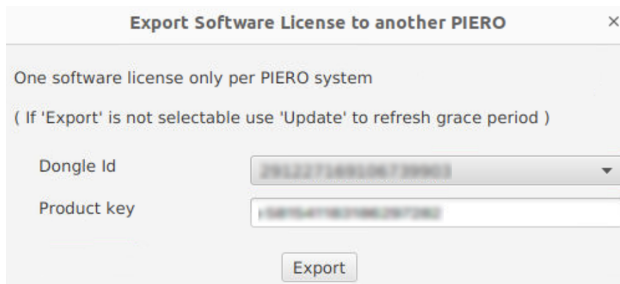 Export Software License to another PIERO ×
One software license only per PIERO system
( If 'Export' is not selectable use 'Update' to refresh grace period )
Dongle Id
Product key
Export